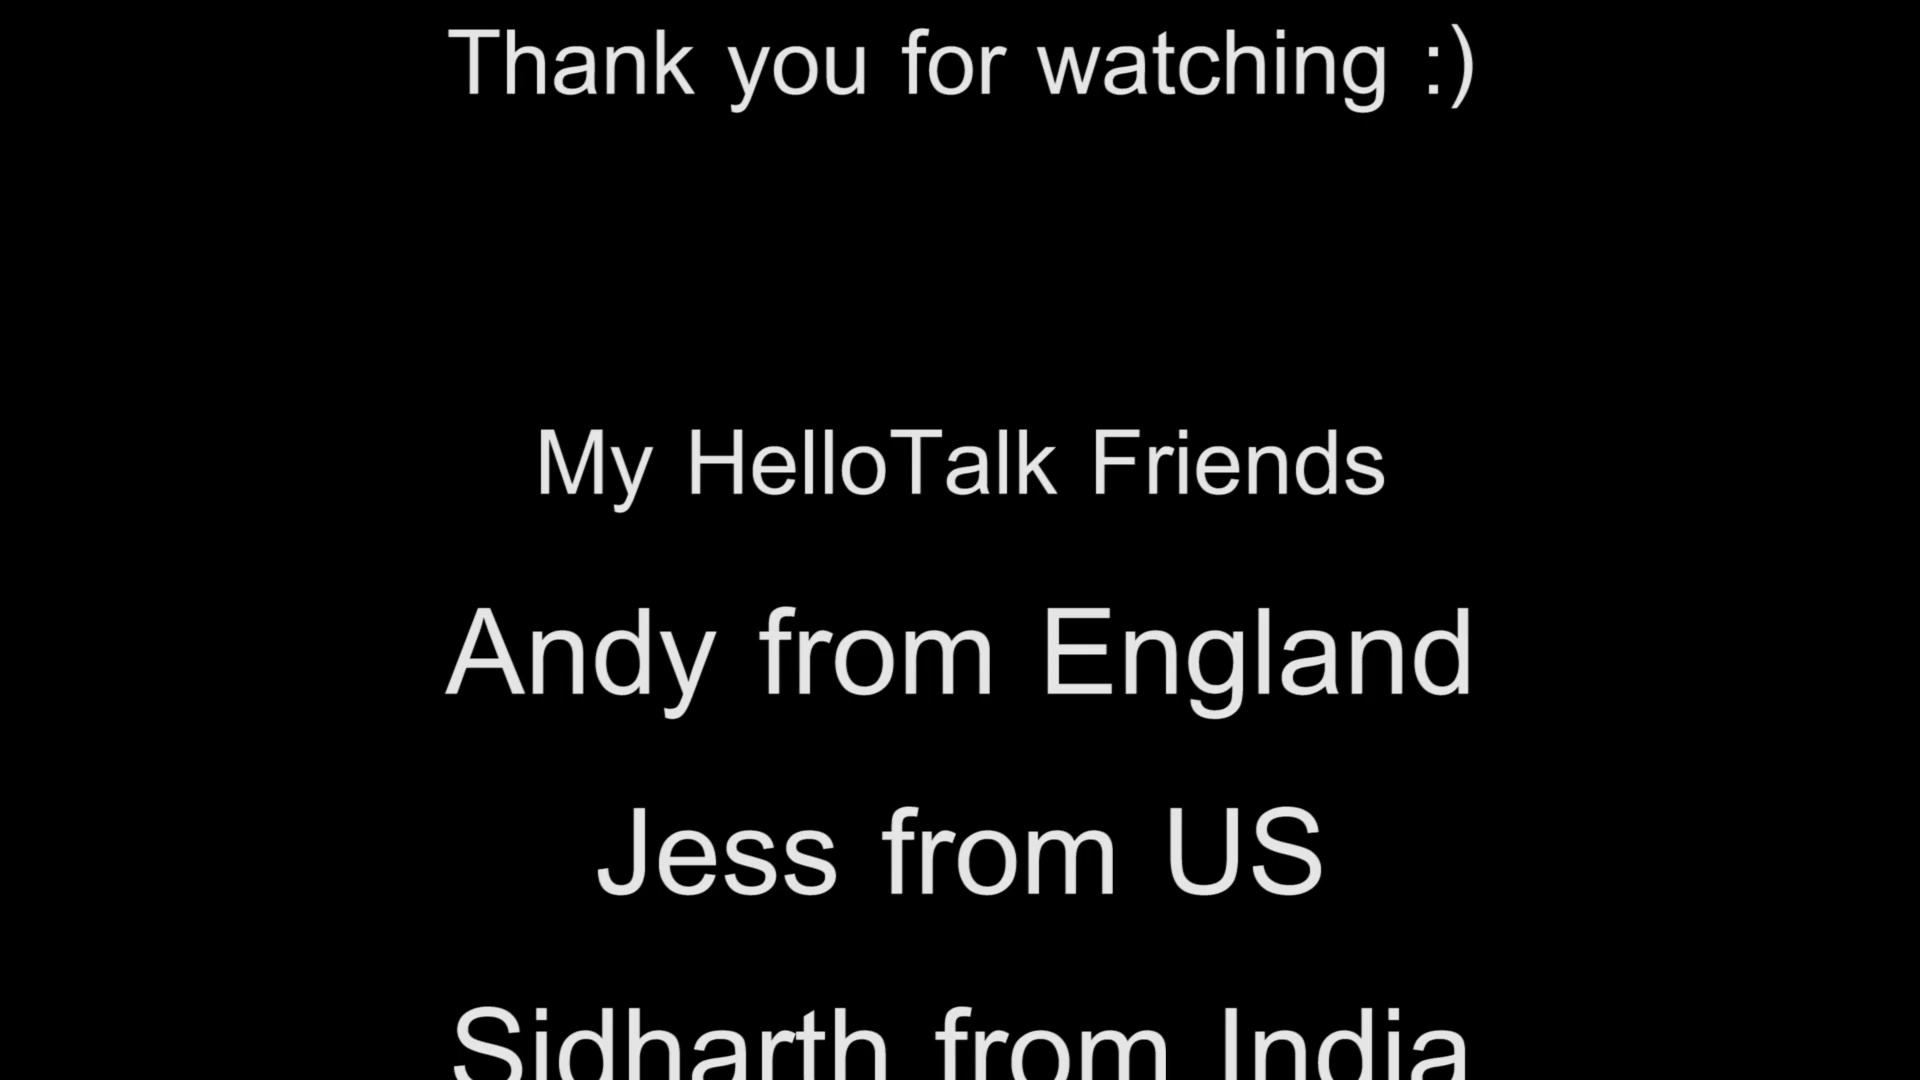 Thank you for watching :)
My HelloTalk Friends
Andy from England
Jess from US
Sidharth from India